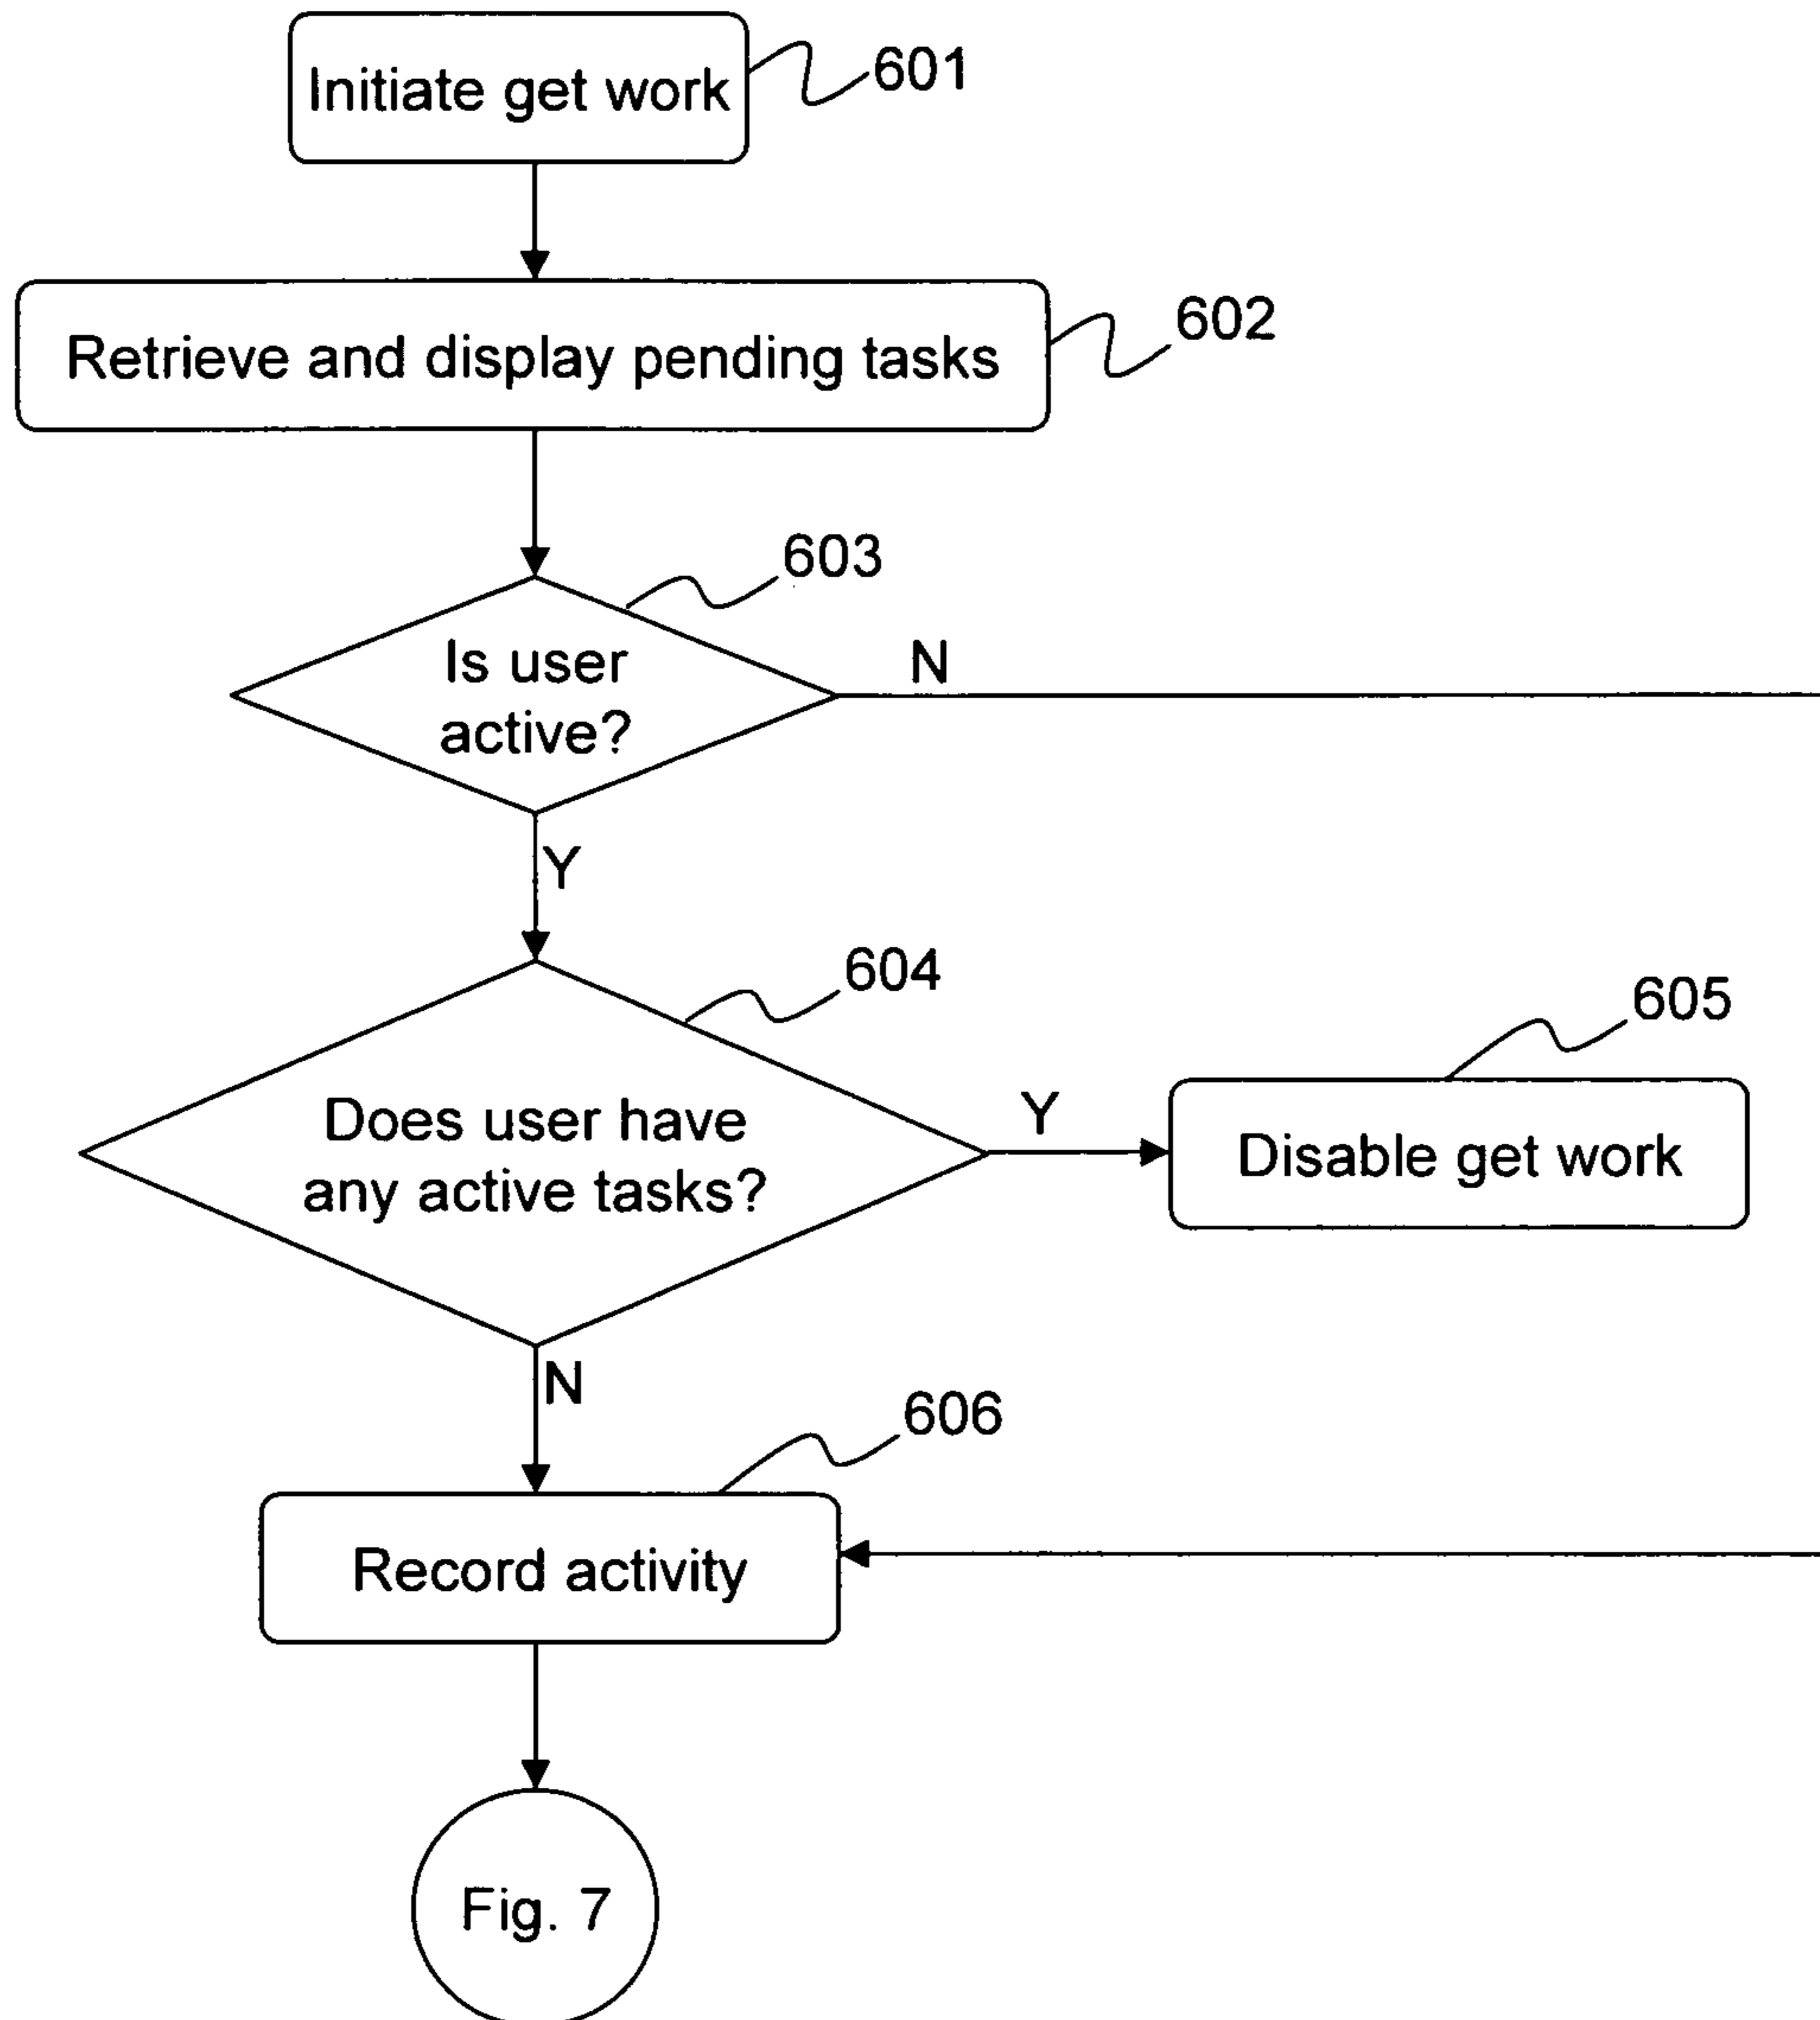 Initiate get work
601
Retrieve and display pending tasks
602
603
Is user
active?
N
Y
604
Does user have
any active tasks?
Y
605
Disable get work
N
606
Record activity
Fig. 7